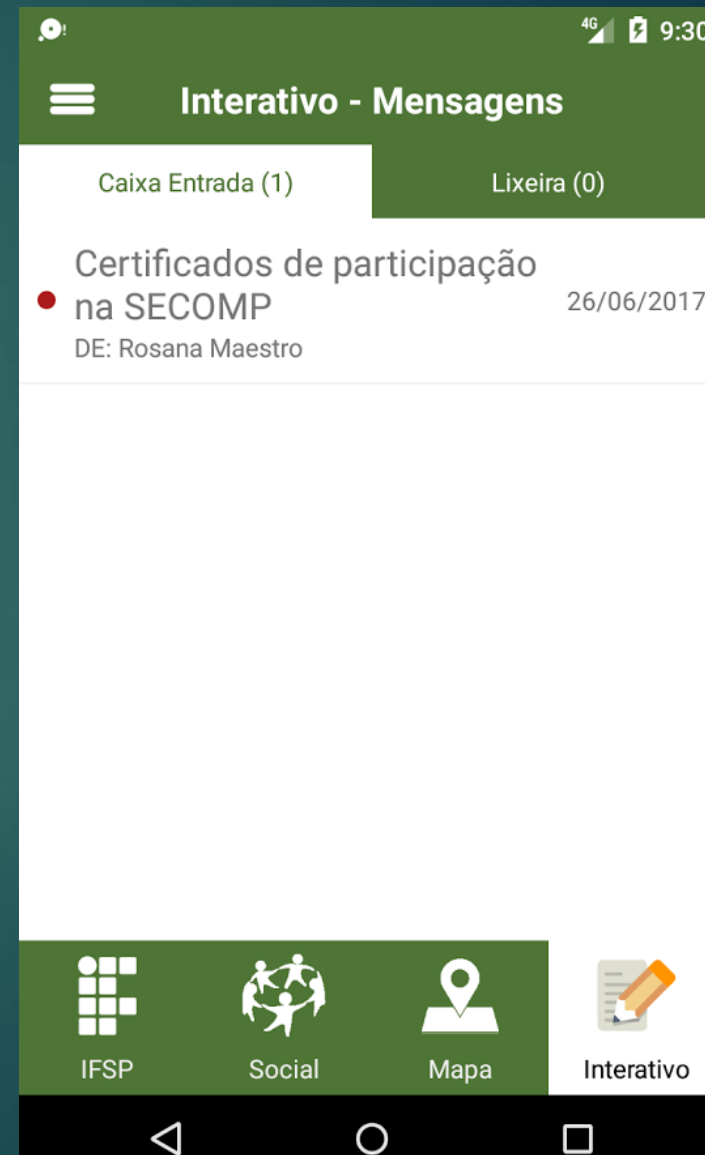 4G 9:30
Interativo - Mensagens
Caixa Entrada (1) Lixeira (0)
Certificados de participação
na SECOMP
26/06/2017
DE: Rosana Maestro
IFSP Social Mapa Interativo